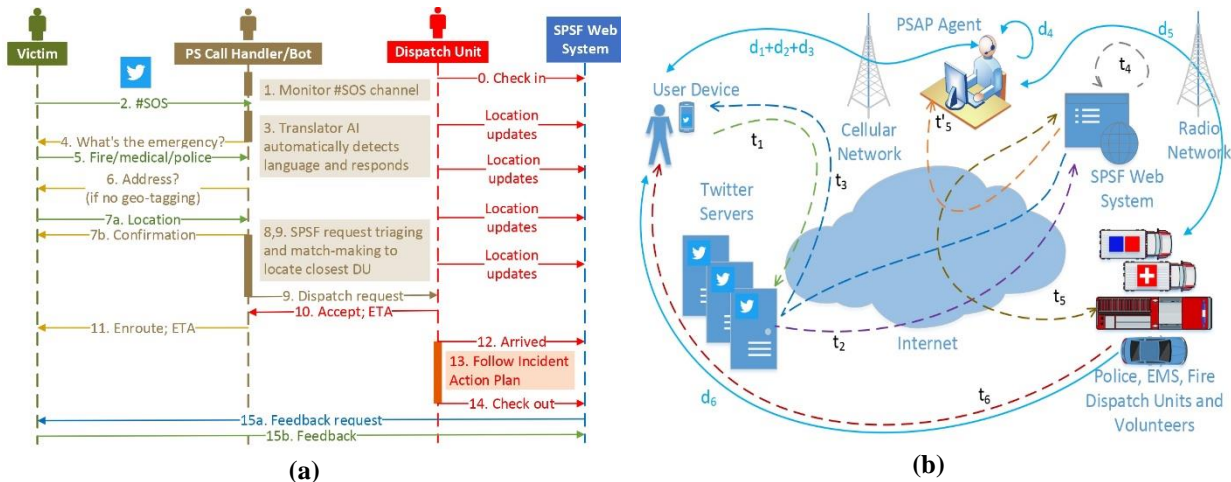 Victim
PS Call Handler/Bot
Dispatch Unit
SPSF Web
System
0. Check in
1. Monitor #SOS channel
2. #SOS
3. Translator AI
automatically detects
language and responds
Location
updates
4. What's the emergency?
5. Fire/medical/police
Location
updates
6. Address?
(if no geo-tagging)
7a. Location
Location
updates
7b. Confirmation
8,9. SPSF request triaging
and match-making to
locate closest DU
Location
updates
9. Dispatch request
10. Accept; ETA
11. Enroute; ETA
12. Arrived
13. Follow Incident
Action Plan
14. Check out
15a. Feedback request
15b. Feedback
(a)
PSAP Agent
d4
d5
d1+d2+d3
t4
User Device
t'5
Cellular
Network
Radio
Network
t1
t3
SPSF Web
System
Twitter
Servers
t5
t2
Internet
t6
d6
Police, EMS, Fire
Dispatch Units and
Volunteers
(b)